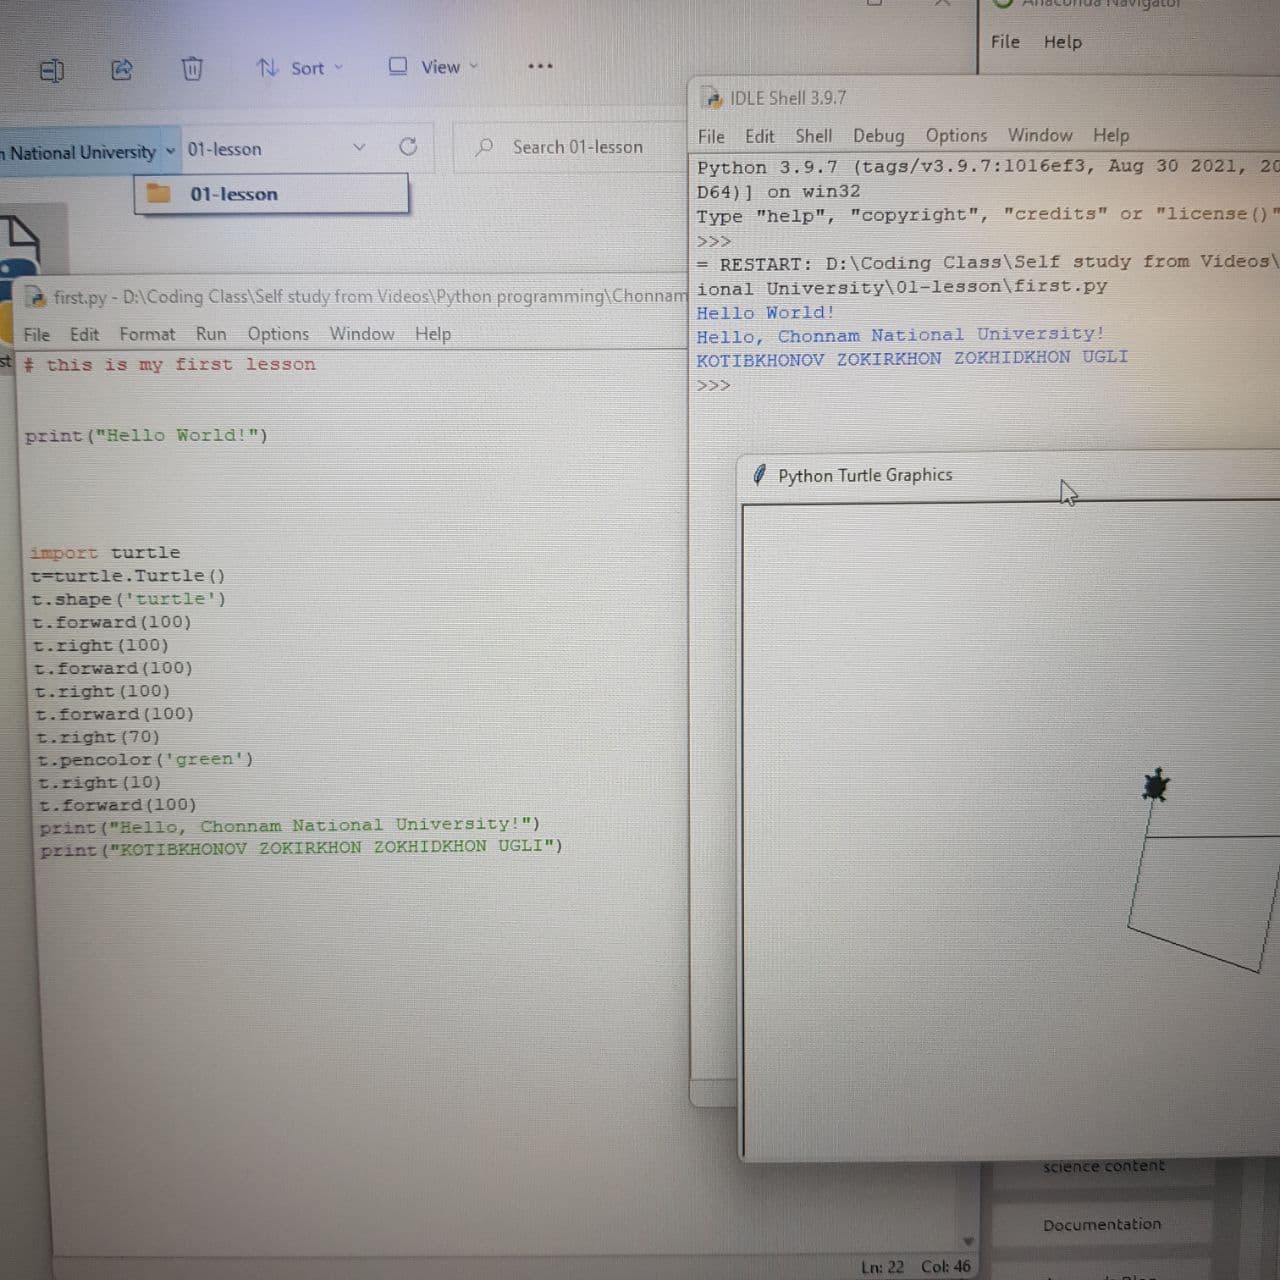 Anaconda Navigator
File Help
Sort View
n National University 01-lesson
Search 01-lesson
01-lesson
first.py - D:\Coding Class\Self study from Videos\Python programming\Chonnam
File Edit Format Run Options Window Help
# this is my first lesson
print("Hello World!")
import turtle
t=turtle.Turtle()
t.shape('turtle')
t.forward(100)
t.right(100)
t.forward(100)
t.right(100)
t.forward(100)
t.right(70)
t.pencolor('green')
t.right(10)
t.forward(100)
print("Hello, Chonnam National University!")
print("KOTIBKHONOV ZOKIRKHON ZOKHIDKHON UGLI")
Ln: 22 Col: 46
IDLE Shell 3.9.7
File Edit Shell Debug Options Window Help
Python 3.9.7 (tags/v3.9.7:1016ef3, Aug 30 2021, 20
D64)] on win32
Type "help", "copyright", "credits" or "license()"
>>>
= RESTART: D:\Coding Class\Self study from Videos\
ional University\01-lesson\first.py
Hello World!
Hello, Chonnam National University!
KOTIBKHONOV ZOKIRKHON ZOKHIDKHON UGLI
>>>
Python Turtle Graphics
science content
Documentation